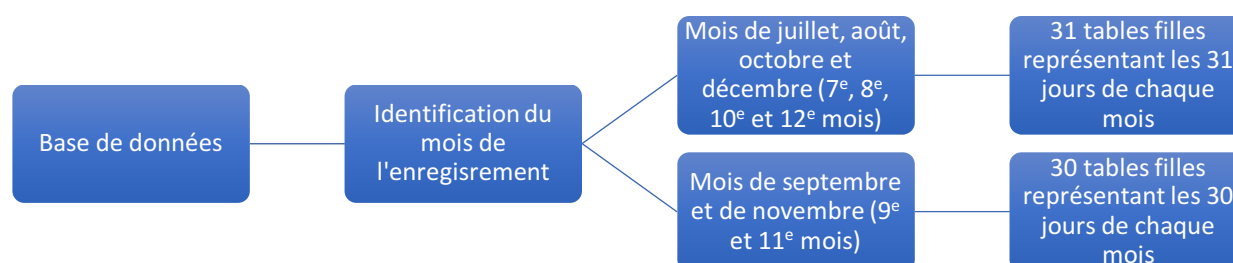 Base de données
Identification du
mois de
l'enregisrement
Mois de juillet, août,
octobre et
décembre (7e, 8e,
10e et 12e mois)
31 tables filles
représentant les 31
jours de chaque
mois
Mois de septembre
et de novembre (9e
et 11e mois)
30 tables filles
représentant les 30
jours de chaque
mois